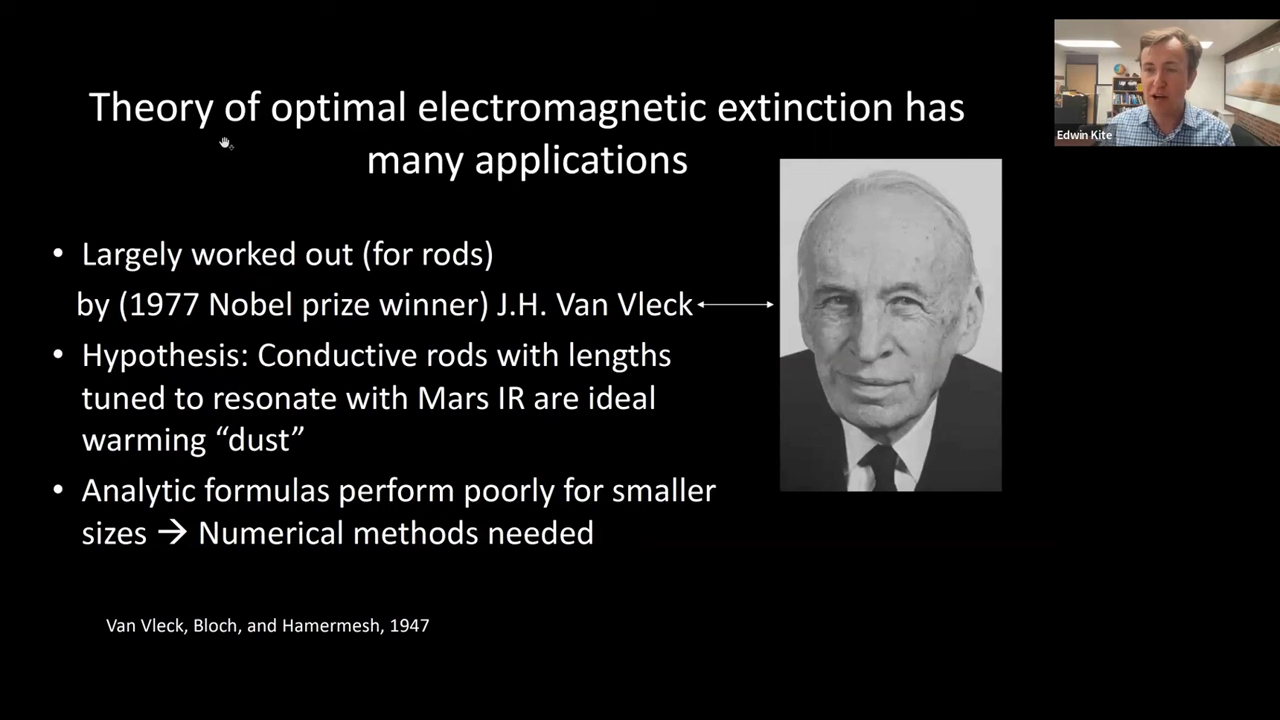 Theory of optimal electromagnetic extinction has
many applications
Edwin Kite
• Largely worked out (for rods)
by (1977 Nobel prize winner) J.H. Van Vleck
• Hypothesis: Conductive rods with lengths
tuned to resonate with Mars IR are ideal
warming “dust”
• Analytic formulas perform poorly for smaller
sizes → Numerical methods needed
Van Vleck, Bloch, and Hamermesh, 1947